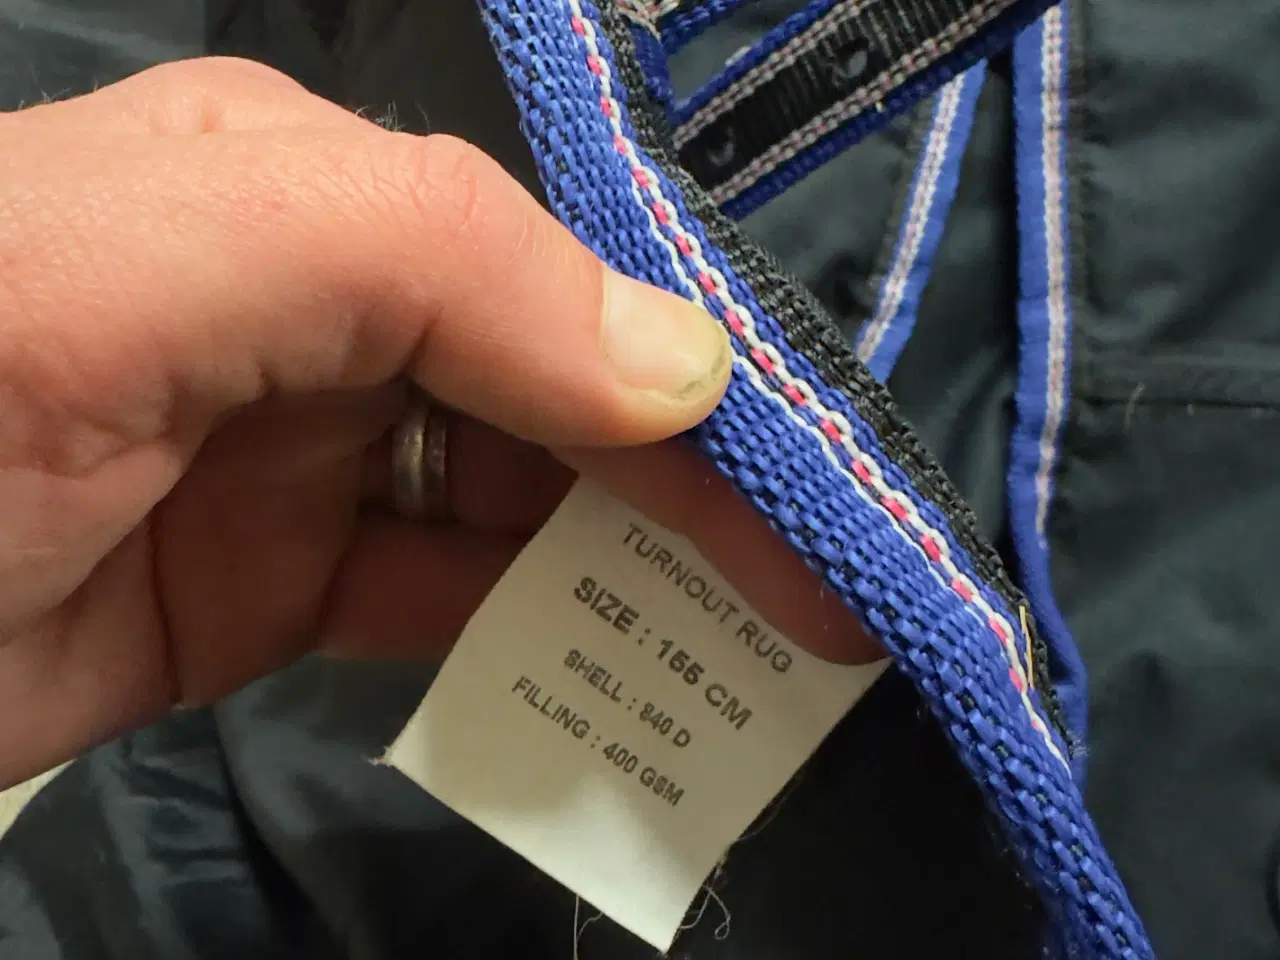 TURNOUT RUG
SIZE : 155 CM
SHELL : 840 D
FILLING : 400 GSM